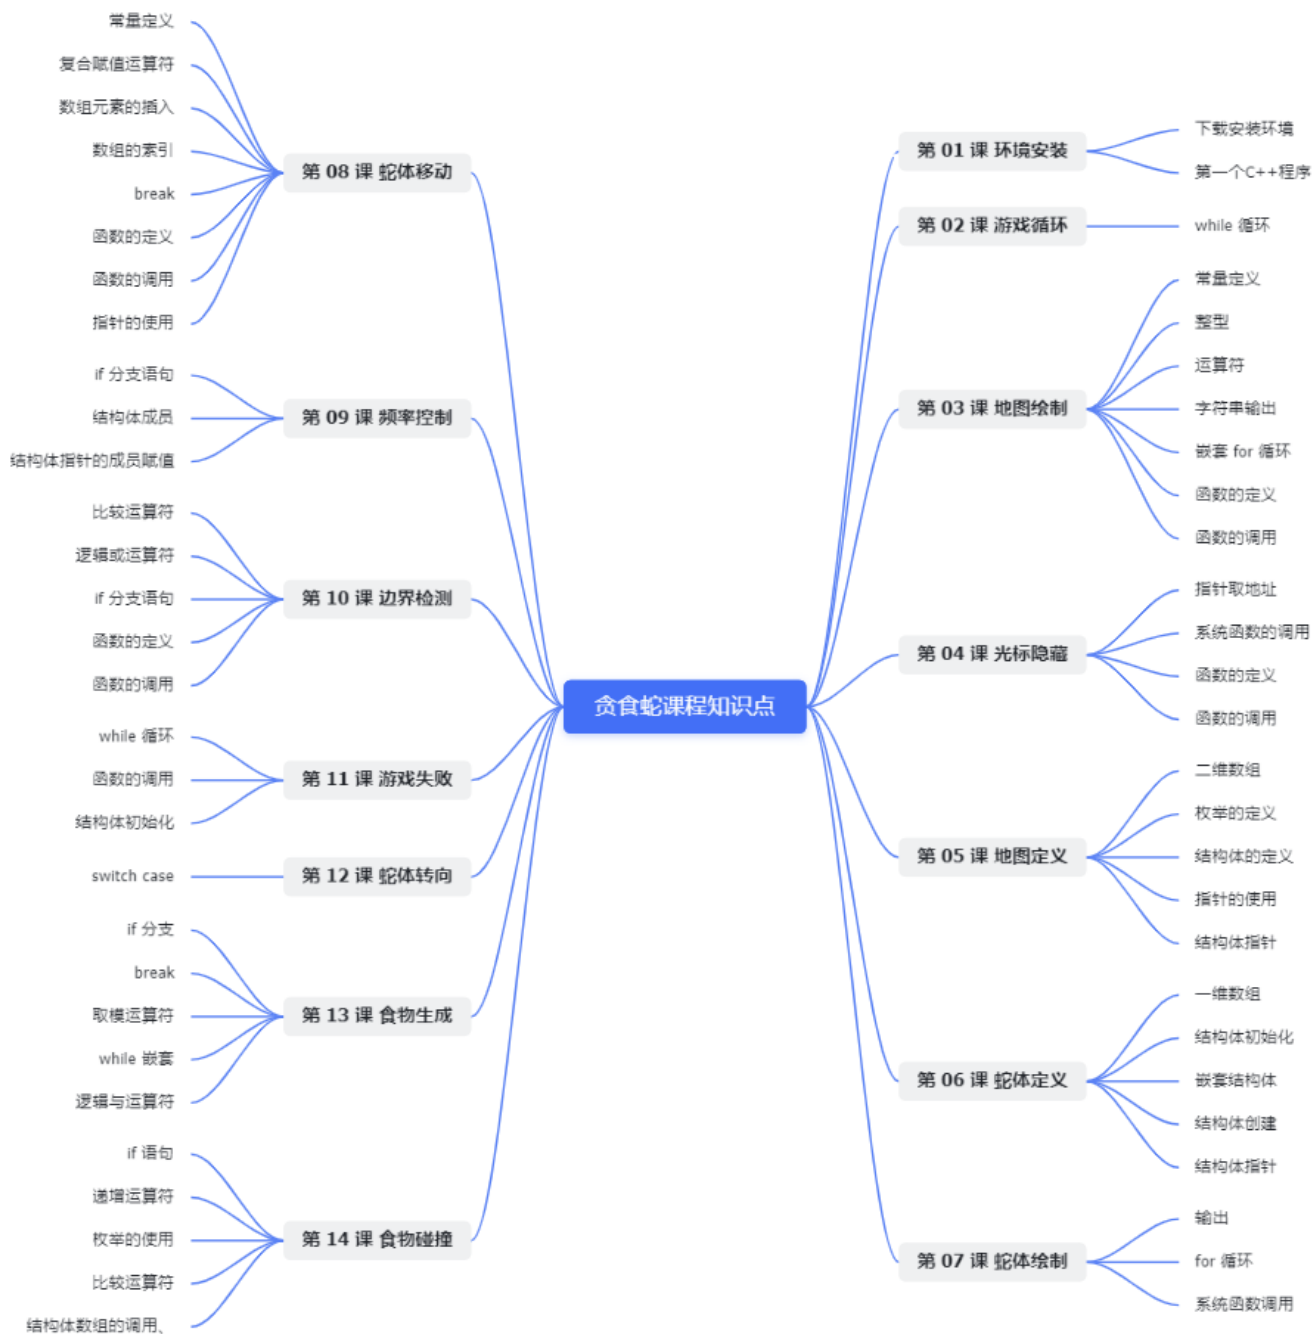 贪食蛇课程知识点
第 01 课 环境安装
下载安装环境
第一个C++程序
第 02 课 游戏循环
while 循环
第 03 课 地图绘制
常量定义
整型
运算符
字符串输出
嵌套 for 循环
函数的定义
函数的调用
第 04 课 光标隐藏
指针取地址
系统函数的调用
函数的定义
函数的调用
第 05 课 地图定义
二维数组
枚举的定义
结构体的定义
指针的使用
结构体指针
第 06 课 蛇体定义
一维数组
结构体初始化
嵌套结构体
结构体创建
结构体指针
第 07 课 蛇体绘制
输出
for 循环
系统函数调用
第 08 课 蛇体移动
常量定义
复合赋值运算符
数组元素的插入
数组的索引
break
函数的定义
函数的调用
指针的使用
第 09 课 频率控制
if 分支语句
结构体成员
结构体指针的成员赋值
第 10 课 边界检测
比较运算符
逻辑或运算符
if 分支语句
函数的定义
函数的调用
第 11 课 游戏失败
while 循环
函数的调用
结构体初始化
第 12 课 蛇体转向
switch case
第 13 课 食物生成
if 分支
break
取模运算符
while 嵌套
逻辑与运算符
第 14 课 食物碰撞
if 语句
递增运算符
枚举的使用
比较运算符
结构体数组的调用、